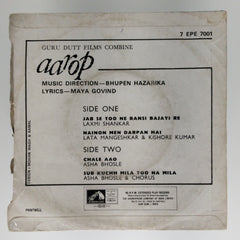 7 EPE 7001
GURU DUTT FILMS COMBINE
aarop
MUSIC DIRECTION—BHUPEN HAZARIKA
LYRICS—MAYA GOVIND
SIDE ONE
JAB SE TOO NE BANSI BAJAYI RE
LAXMI SHANKAR
NAINON MEN DARPAN HAI
LATA MANGESHKAR & KISHORE KUMAR
SIDE TWO
CHALE AAO
ASHA BHOSLE
SUB KUCHH MILA TOO NA MILA
ASHA BHOSLE & CHORUS
PRINTWELL